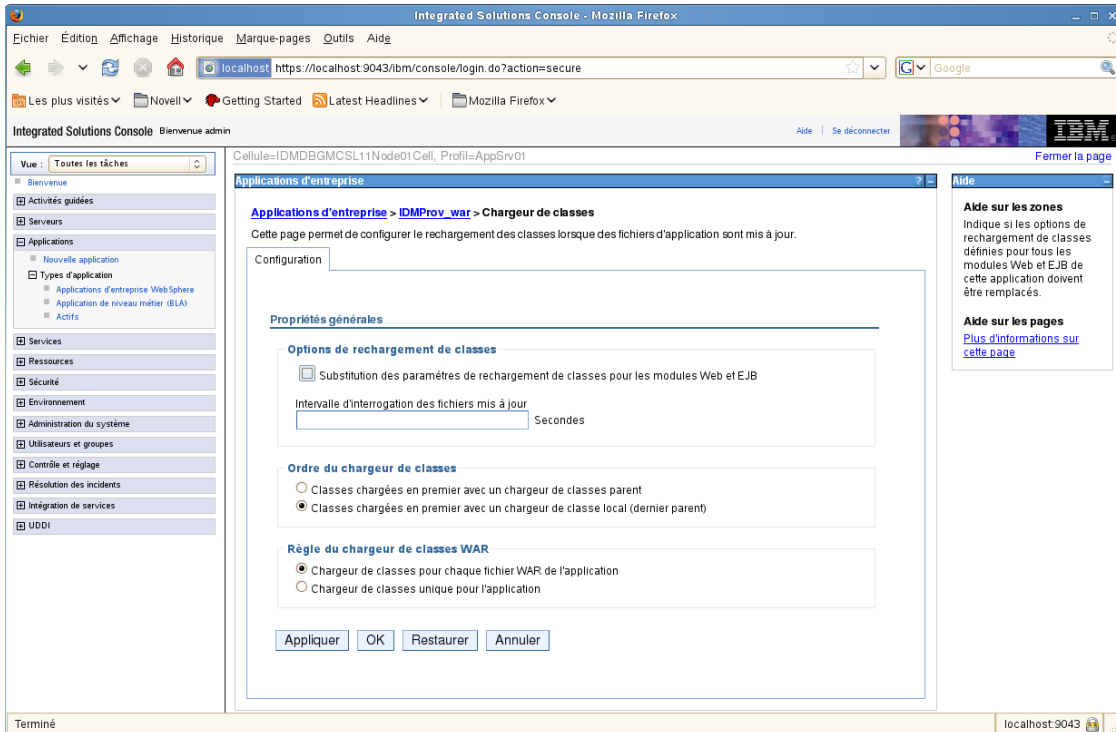 Integrated Solutions Console - Mozilla Firefox
Fichier Édition Affichage Historique Marque-pages Outils Aide
localhost https://localhost:9043/ibm/console/login.do?action=secure
G Google
Les plus visités Novell Getting Started Latest Headlines Mozilla Firefox
Integrated Solutions Console Bienvenue admin
Aide | Se déconnecter
IBM.
Vue : Toutes les tâches
Bienvenue
Activités guidées
Serveurs
Applications
Nouvelle application
Types d'application
Applications d'entreprise WebSphere
Application de niveau métier (BLA)
Actifs
Services
Ressources
Sécurité
Environnement
Administration du système
Utilisateurs et groupes
Contrôle et réglage
Résolution des incidents
Intégration de services
UDDI
Cellule=IDMDBGMCSL11Node01Cell, Profil=AppSrv01
Fermer la page
Applications d'entreprise ? –
Applications d'entreprise > IDMProv_war > Chargeur de classes
Cette page permet de configurer le rechargement des classes lorsque des fichiers d'application sont mis à jour.
Configuration
Propriétés générales
Options de rechargement de classes
Substitution des paramètres de rechargement de classes pour les modules Web et EJB
Intervalle d'interrogation des fichiers mis à jour
Secondes
Ordre du chargeur de classes
Classes chargées en premier avec un chargeur de classes parent
Classes chargées en premier avec un chargeur de classe local (dernier parent)
Règle du chargeur de classes WAR
Chargeur de classes pour chaque fichier WAR de l'application
Chargeur de classes unique pour l'application
Appliquer OK Restaurer Annuler
Aide –
Aide sur les zones
Indique si les options de
rechargement de classes
définies pour tous les
modules Web et EJB de
cette application doivent
être remplacés.
Aide sur les pages
Plus d'informations sur
cette page
Terminé
localhost:9043